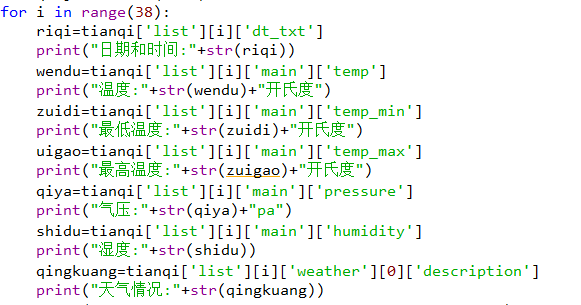 for i in range(38):
riqi=tianqi['list'][i]['dt_txt']
print("日期和时间:"+str(riqi))
wendu=tianqi['list'][i]['main']['temp']
print("温度:"+str(wendu)+"开氏度")
zuidi=tianqi['list'][i]['main']['temp_min']
print("最低温度:"+str(zuidi)+"开氏度")
uigao=tianqi['list'][i]['main']['temp_max']
print("最高温度:"+str(zuigao)+"开氏度")
qiya=tianqi['list'][i]['main']['pressure']
print("气压:"+str(qiya)+"pa")
shidu=tianqi['list'][i]['main']['humidity']
print("湿度:"+str(shidu))
qingkuang=tianqi['list'][i]['weather'][0]['description']
print("天气情况:"+str(qingkuang))